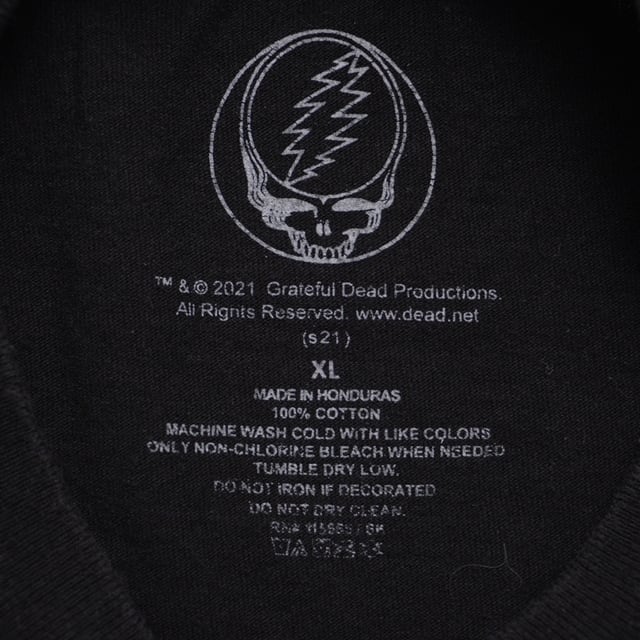 ™ & © 2021 Grateful Dead Productions.
All Rights Reserved. www.dead.net
(s21)
XL
MADE IN HONDURAS
100% COTTON
MACHINE WASH COLD WITH LIKE COLORS
ONLY NON-CHLORINE BLEACH WHEN NEEDED
TUMBLE DRY LOW.
DO NOT IRON IF DECORATED
DO NOT DRY CLEAN.
RN#